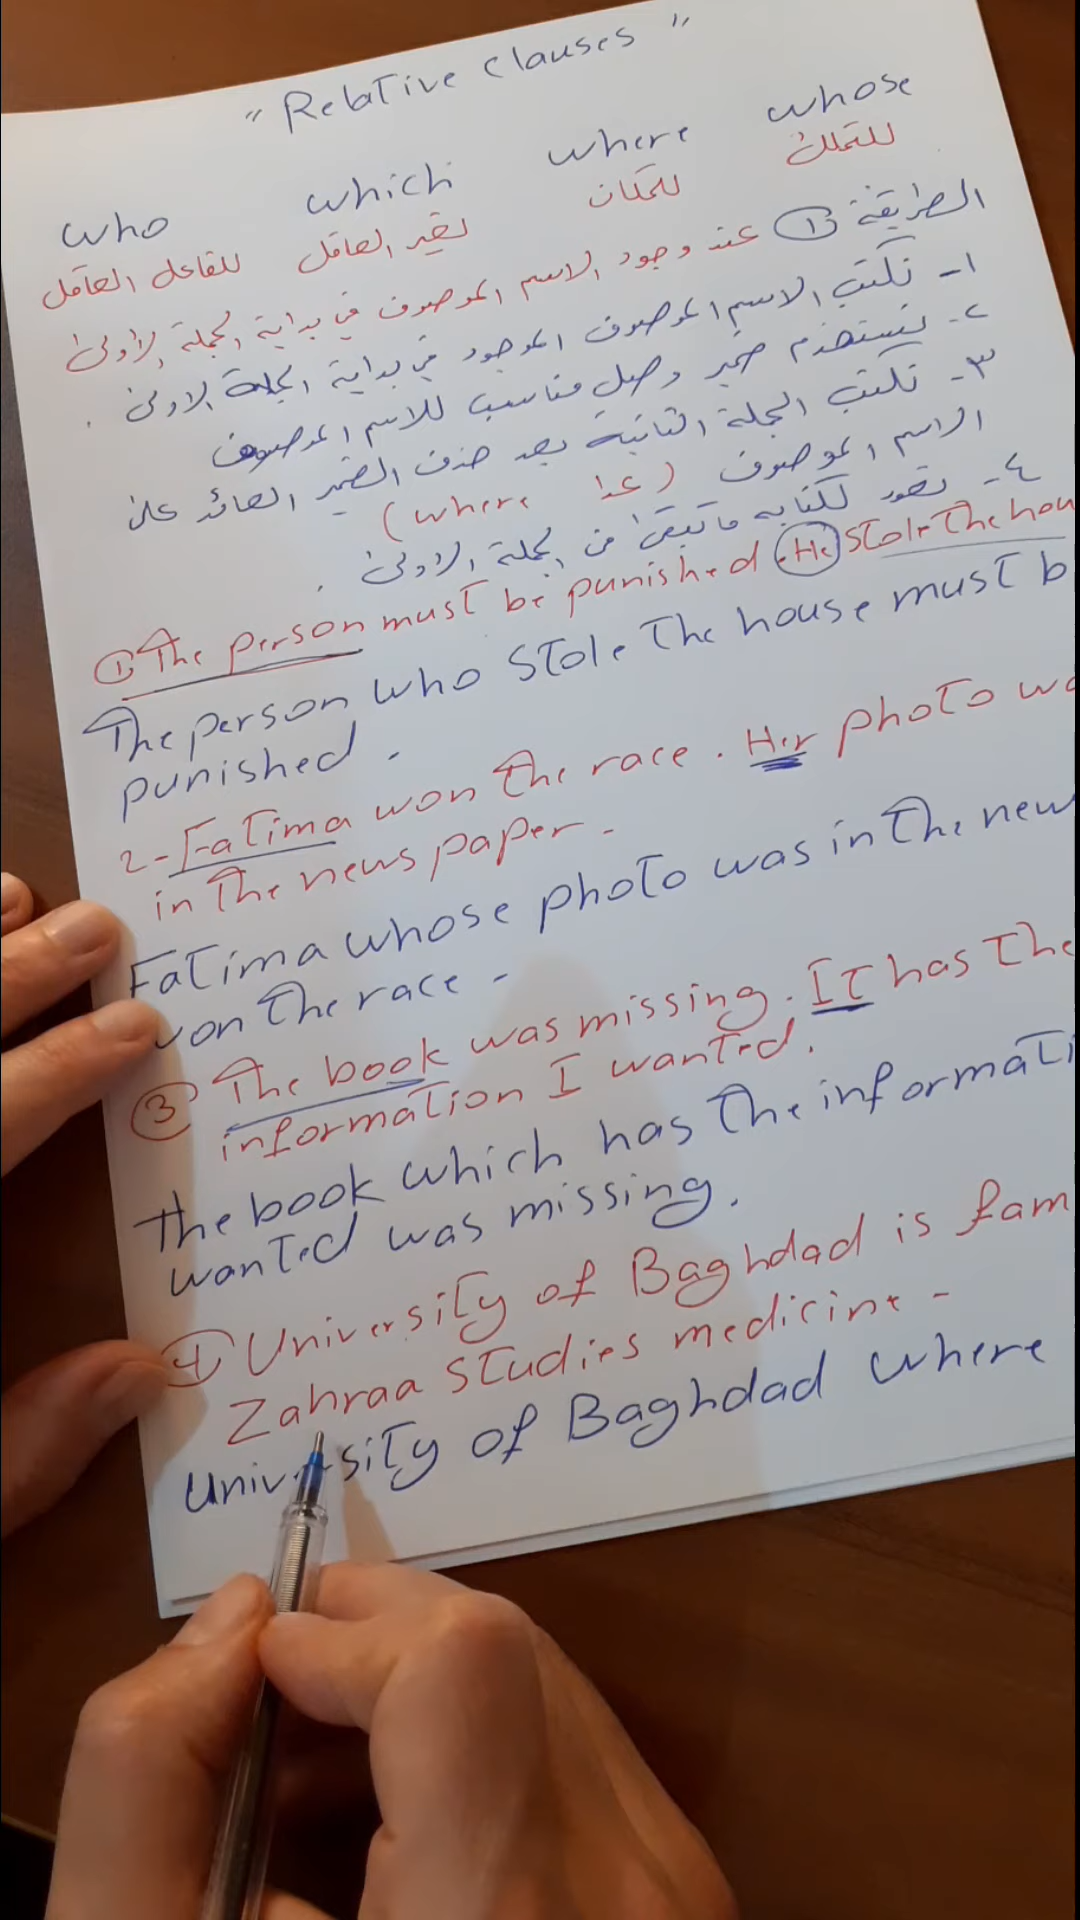 " Relative Clauses "
who which where whose
للفاعل العاقل لغير العاقل للمكان للتملك
الطريقة ① عند وجود الاسم الموصوف في بداية الجملة الاولى
١- نكتب الاسم الموصوف الموجود في بداية الجملة الاولى .
٢- نستخدم ضمير وصل مناسب للاسم الموصوف
٣- نكتب الجملة الثانية بعد حذف الضمير العائد على
الاسم الموصوف (عدا where)
٤- نعود لكتابة ما تبقى من الجملة الاولى .
① The person must be punished. He stole the hou
The person who stole the house must b
punished.
2- Fatima won the race. Her photo wa
in the news paper.
Fatima whose photo was in the new
won the race.
③ The book was missing. It has the
information I wanted.
the book which has the informati
wanted was missing.
④ University of Baghdad is fam
Zahraa studies medicine.
University of Baghdad where